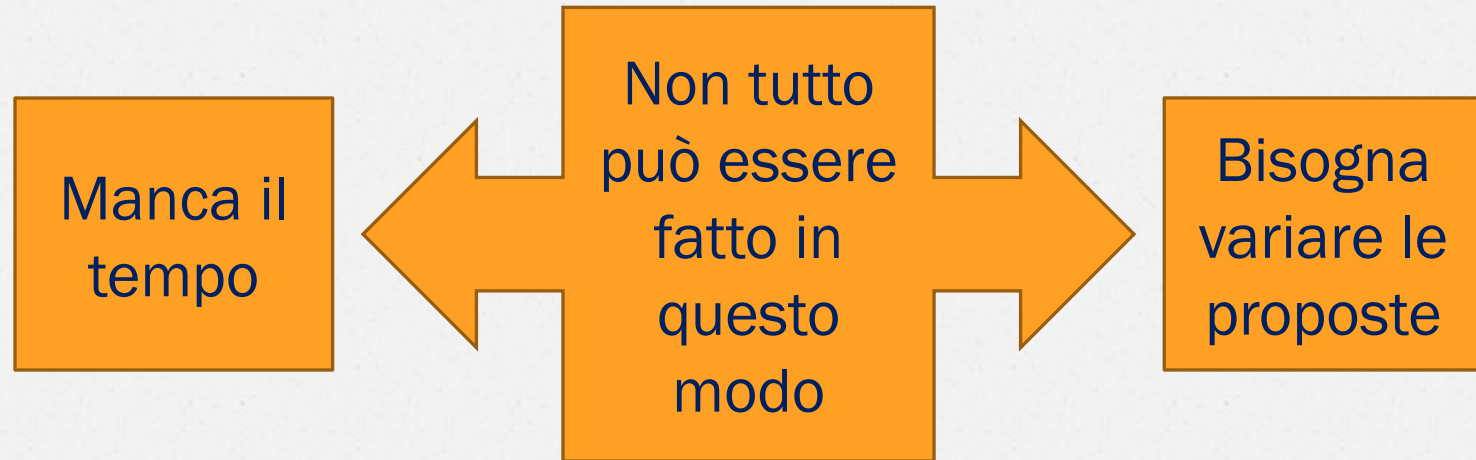 Manca il
tempo
Non tutto
può essere
fatto in
questo
modo
Bisogna
variare le
proposte